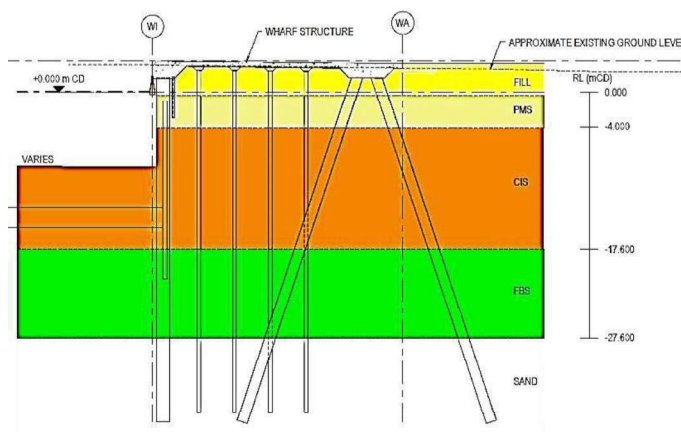 WI
WHARF STRUCTURE
WA
APPROXIMATE EXISTING GROUND LEVE
+0.000 m CD
RL (mCD)
FILL
0.000
PMS
-4.000
VARIES
CIS
-17.600
FBS
-27.600
SAND